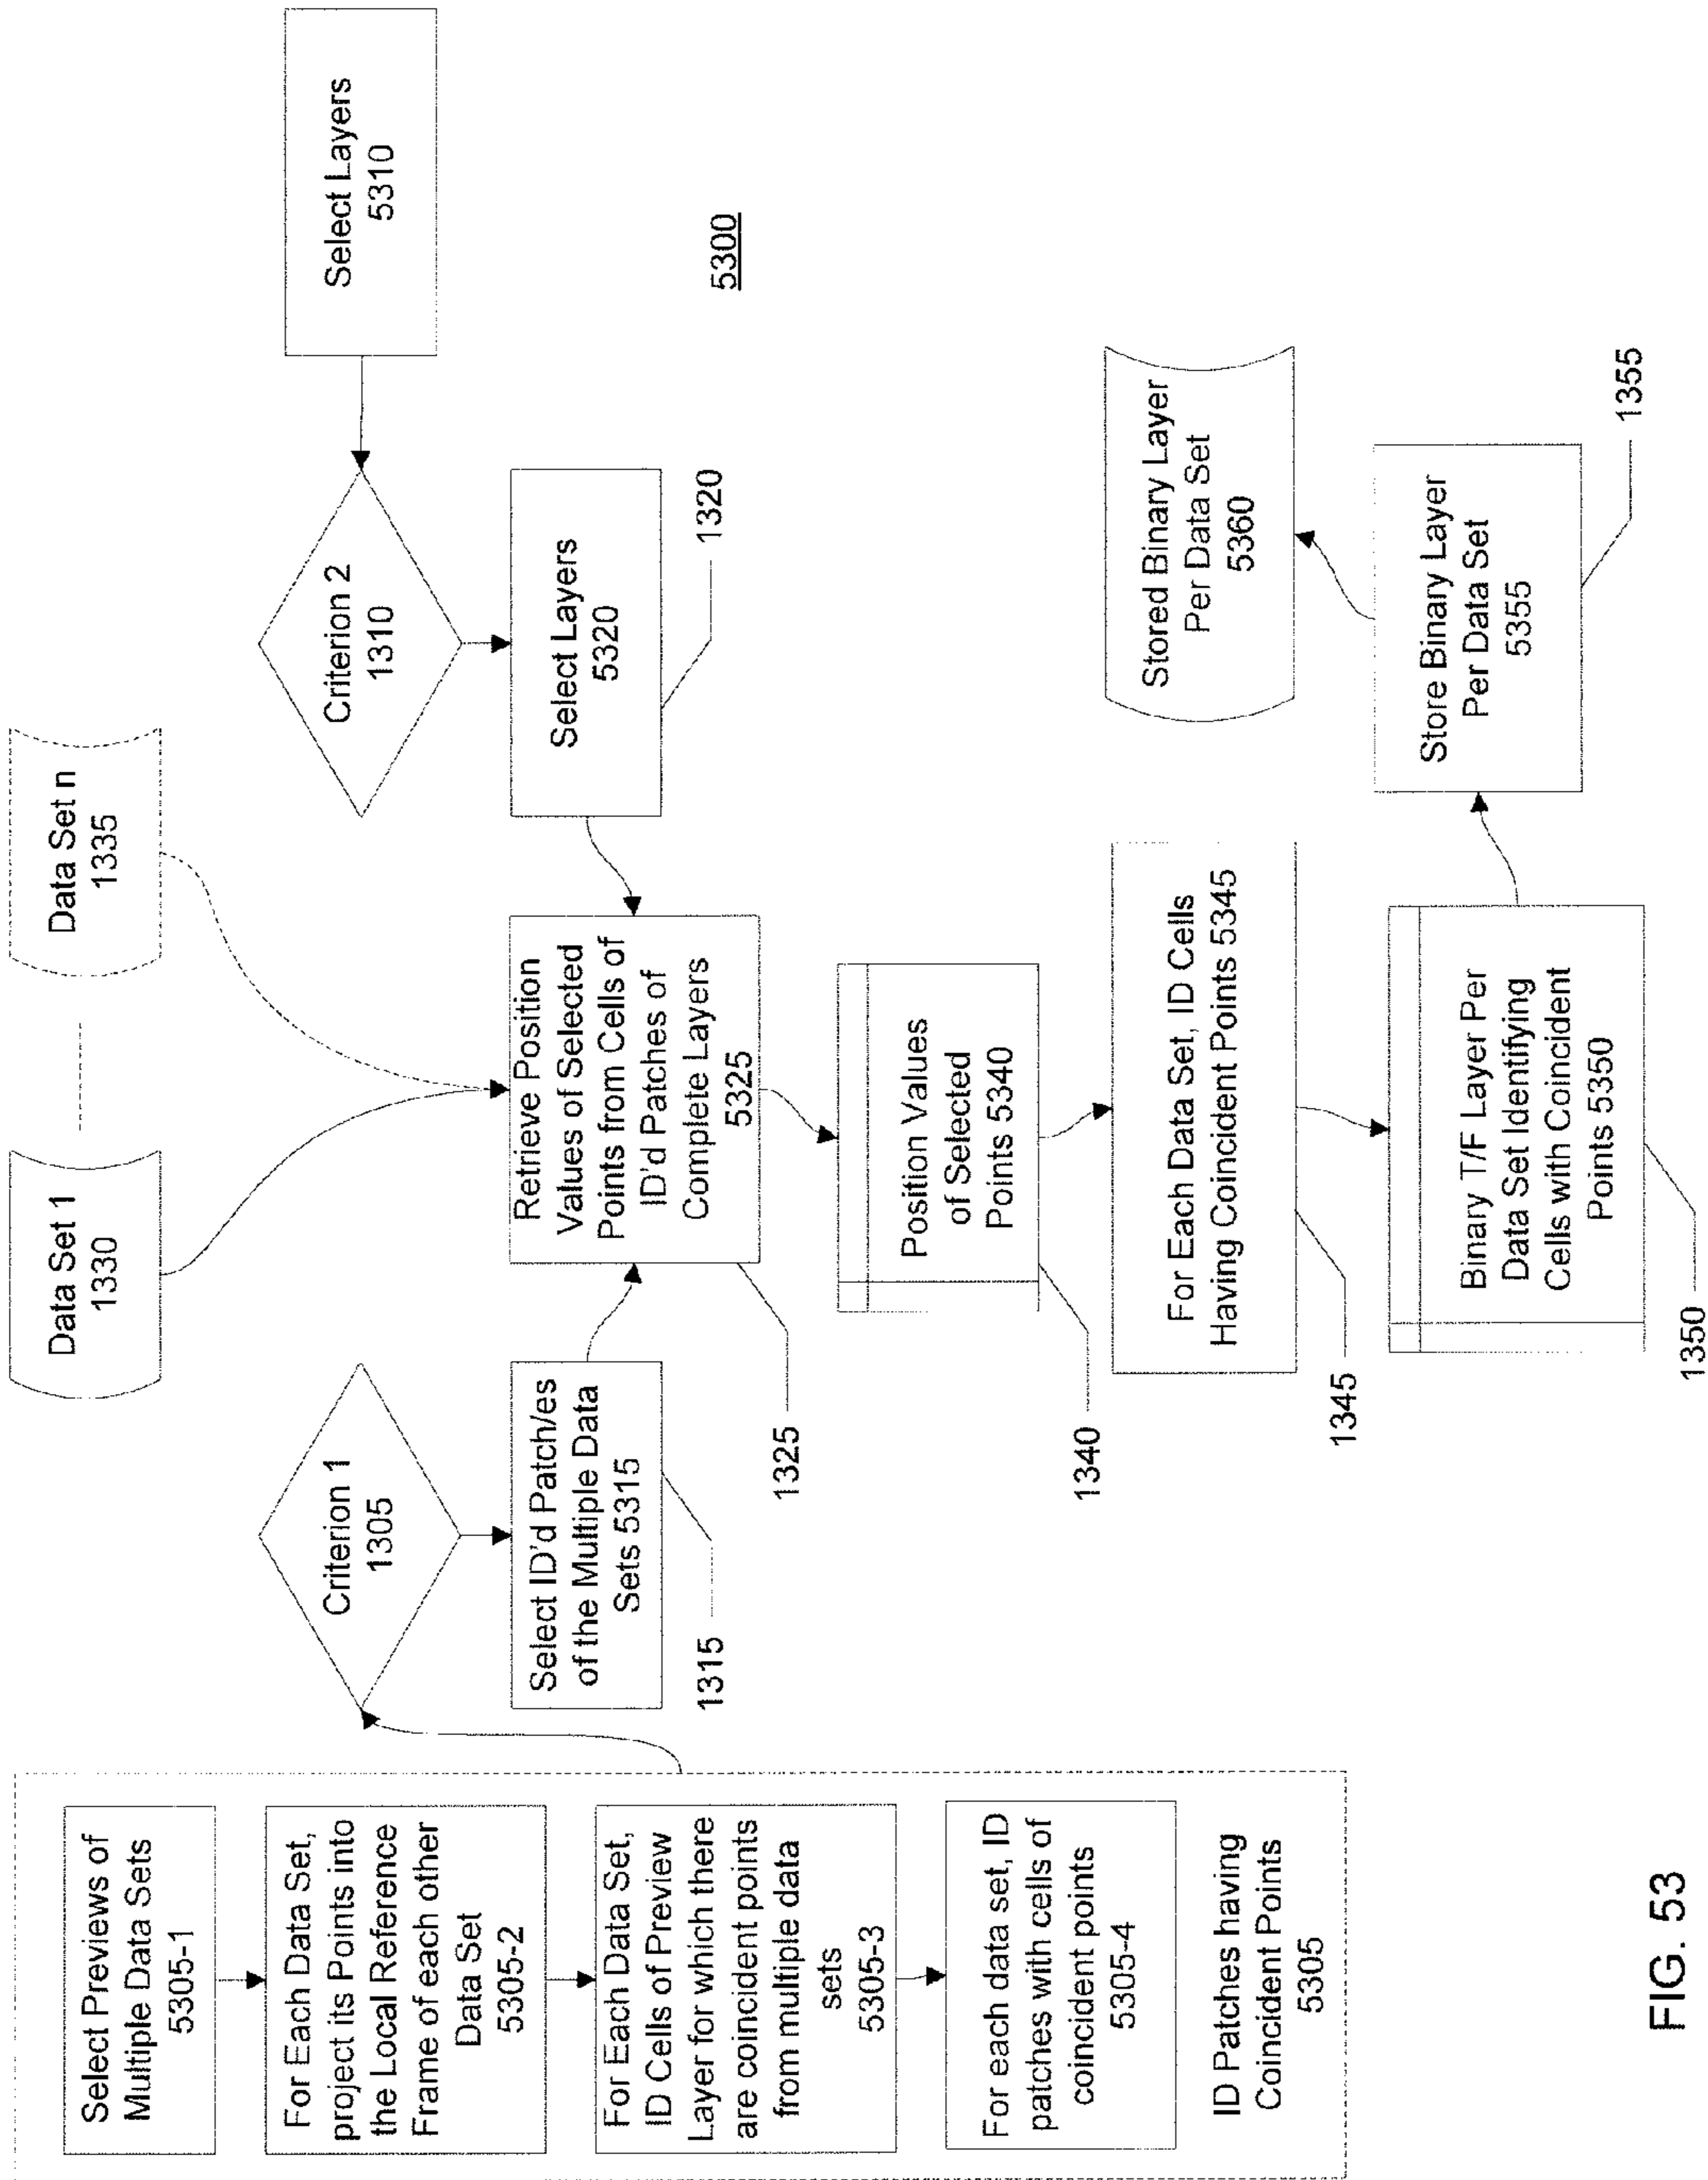 Select Previews of
Multiple Data Sets
5305-1
For Each Data Set,
project its Points into
the Local Reference
Frame of each other
Data Set
5305-2
For Each Data Set,
ID Cells of Preview
Layer for which there
are coincident points
from multiple data
sets
5305-3
For each data set, ID
patches with cells of
coincident points
5305-4
ID Patches having
Coincident Points
5305
Criterion 1
1305
Select ID'd Patch/es
of the Multiple Data
Sets 5315
1315
Data Set 1
1330
Data Set n
1335
Select Layers
5310
Criterion 2
1310
Select Layers
5320
1320
Retrieve Position
Values of Selected
Points from Cells of
ID'd Patches of
Complete Layers
5325
1325
Position Values
of Selected
Points 5340
1340
For Each Data Set, ID Cells
Having Coincident Points 5345
1345
Binary T/F Layer Per
Data Set Identifying
Cells with Coincident
Points 5350
1350
Store Binary Layer
Per Data Set
5355
1355
Stored Binary Layer
Per Data Set
5360
5300
FIG. 53